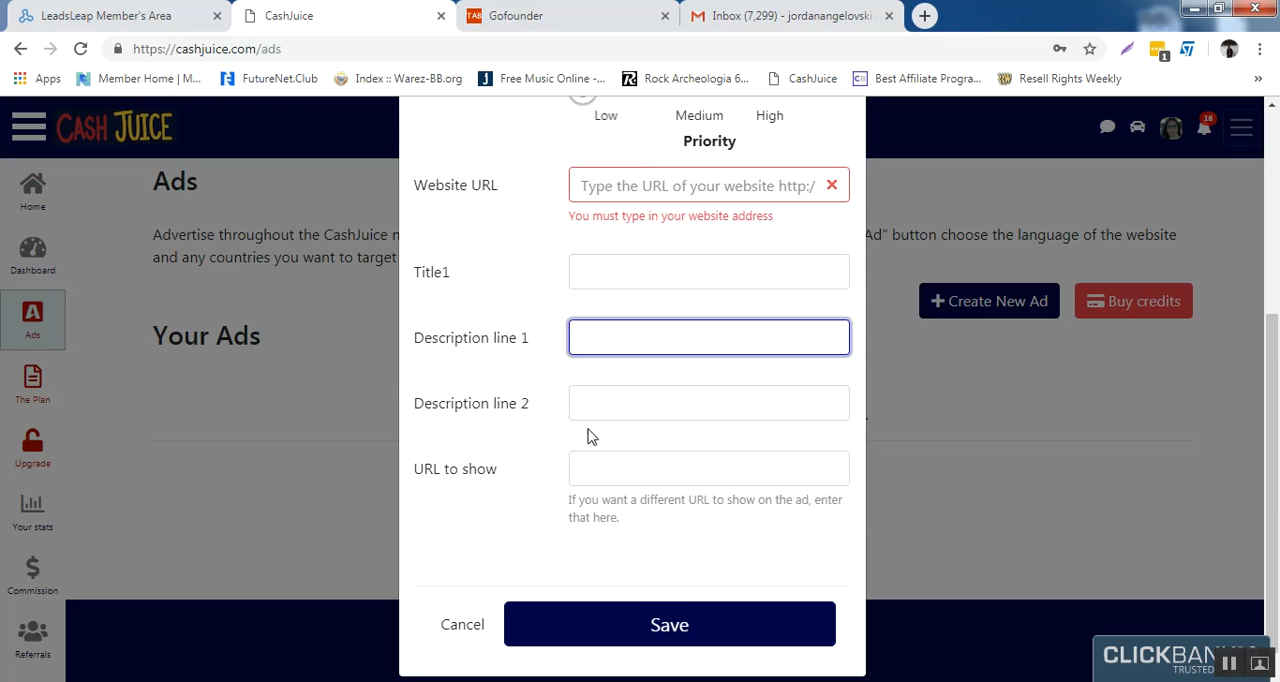 LeadsLeap Member's Area
CashJuice
TAB
Gofounder
Inbox (7,299) - jordanangelovski
https://cashjuice.com/ads
1
Apps
Member Home | M...
FutureNet.Club
Index :: Warez-BB.org
Free Music Online -...
Rock Archeologia 6...
CashJuice
CB
Best Affiliate Progra...
Resell Rights Weekly
»
CASH JUICE
16
Home
Dashboard
Ads
The Plan
Upgrade
Your stats
Commission
Referrals
Ads
Advertise throughout the CashJuice
Ad" button choose the language of the website
and any countries you want to target
Create New Ad
Buy credits
Your Ads
Low
Medium
High
Priority
Website URL
Type the URL of your website http:/
You must type in your website address
Title1
Description line 1
Description line 2
URL to show
If you want a different URL to show on the ad, enter
that here.
Cancel
Save
CLICKBANK
TRUSTED